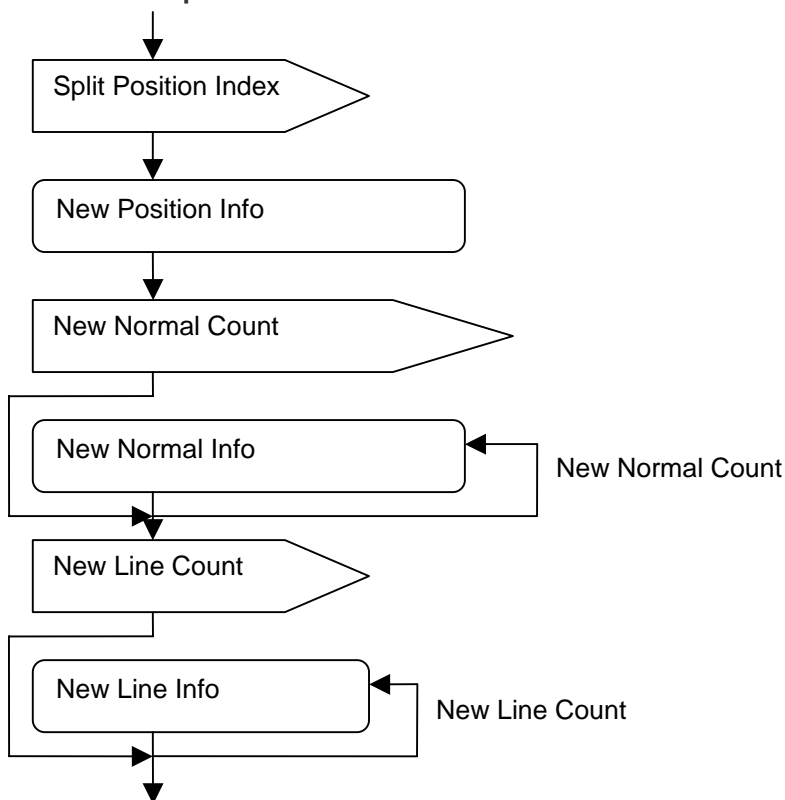 Split Position Index
New Position Info
New Normal Count
New Normal Info
New Normal Count
New Line Count
New Line Info
New Line Count